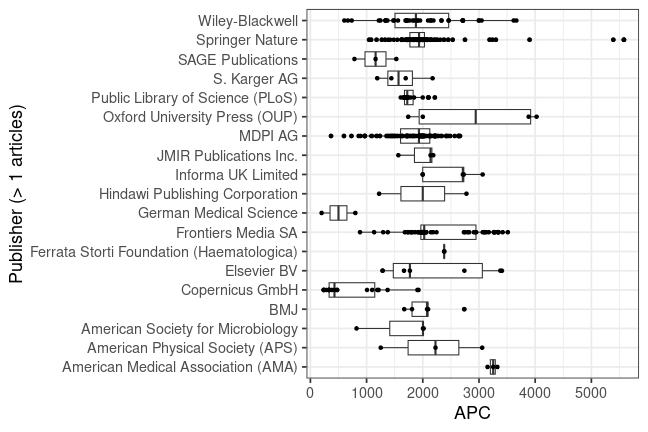 Publisher (> 1 articles)
Wiley-Blackwell
Springer Nature
SAGE Publications
S. Karger AG
Public Library of Science (PLoS)
Oxford University Press (OUP)
MDPI AG
JMIR Publications Inc.
Informa UK Limited
Hindawi Publishing Corporation
German Medical Science
Frontiers Media SA
Ferrata Storti Foundation (Haematologica)
Elsevier BV
Copernicus GmbH
BMJ
American Society for Microbiology
American Physical Society (APS)
American Medical Association (AMA)
0 1000 2000 3000 4000 5000
APC